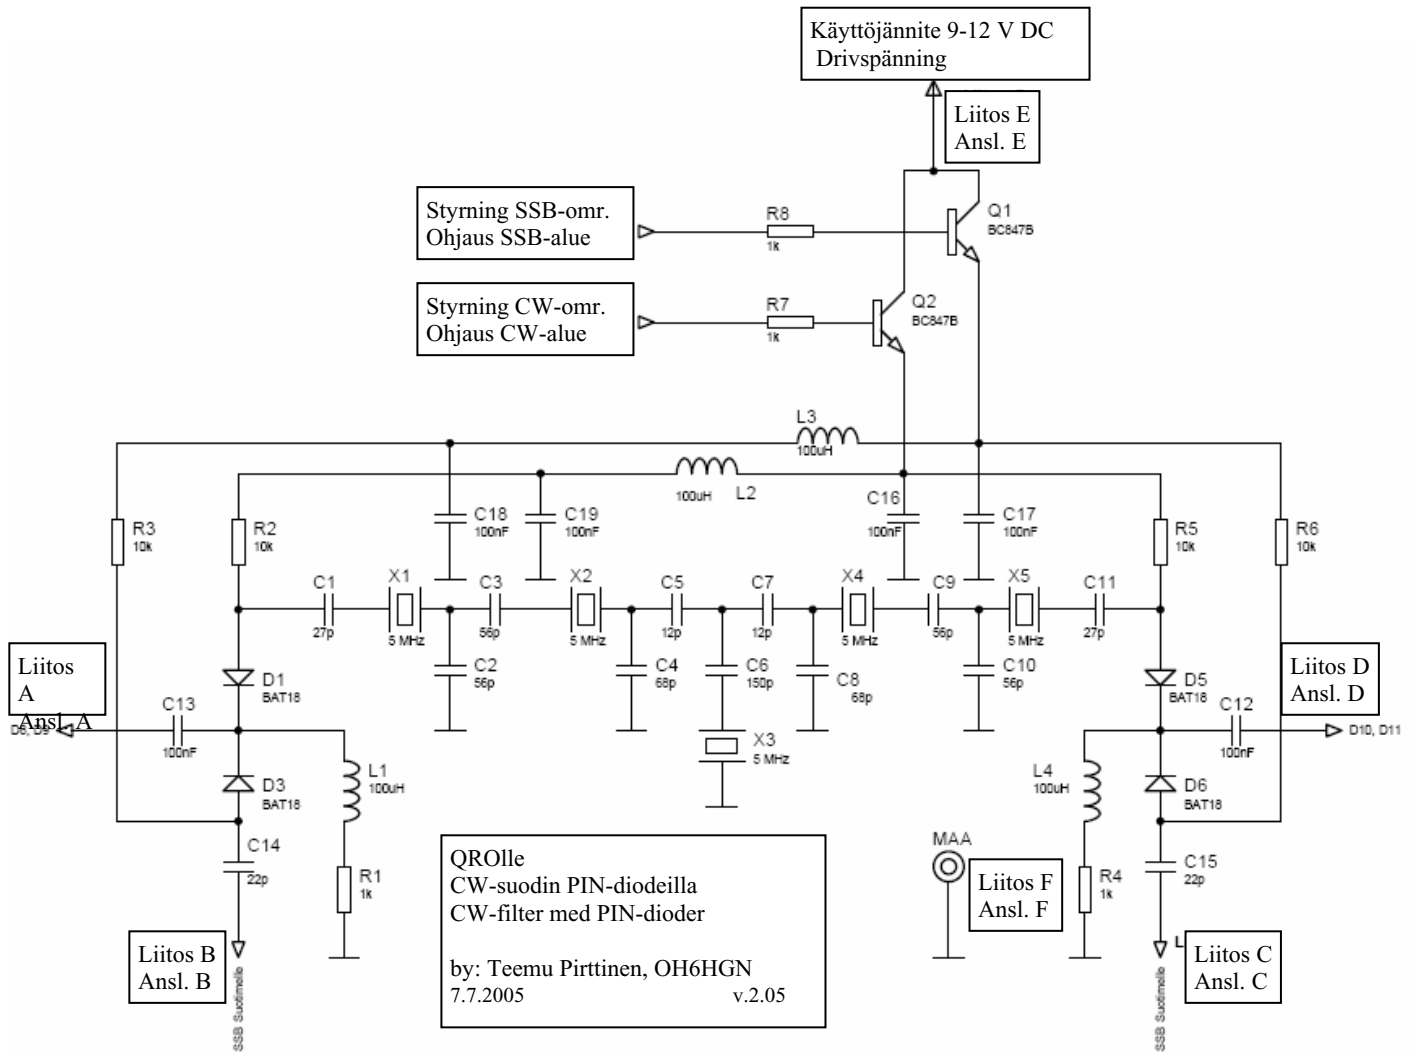 Käyttöjännite 9-12 V DC
Drivspänning
Liitos E
Ansl. E
Styrning SSB-omr.
Ohjaus SSB-alue
R8
1k
Q1
BC847B
Styrning CW-omr.
Ohjaus CW-alue
R7
1k
Q2
BC847B
L3
100uH
100uH
L2
C16
100nF
R3
10k
R2
10k
C18
100nF
C19
100nF
C17
100nF
R5
10k
R6
10k
C1
27p
X1
5 MHz
C3
56p
X2
5 MHz
C5
12p
C7
12p
X4
5 MHz
C9
56p
X5
5 MHz
C11
27p
Liitos
A
Ansl. A
D8, D9
C13
100nF
D1
BAT18
C2
56p
C4
68p
C6
150p
C8
68p
C10
56p
D5
BAT18
C12
100nF
Liitos D
Ansl. D
D10, D11
X3
5 MHz
D3
BAT18
L1
100uH
L4
100uH
D6
BAT18
C14
22p
R1
1k
QROlle
CW-suodin PIN-diodeilla
CW-filter med PIN-dioder
by: Teemu Pirttinen, OH6HGN
7.7.2005 v.2.05
MAA
Liitos F
Ansl. F
R4
1k
C15
22p
Liitos B
Ansl. B
SSB Suotimelle
L
Liitos C
Ansl. C
SSB Suotimelle